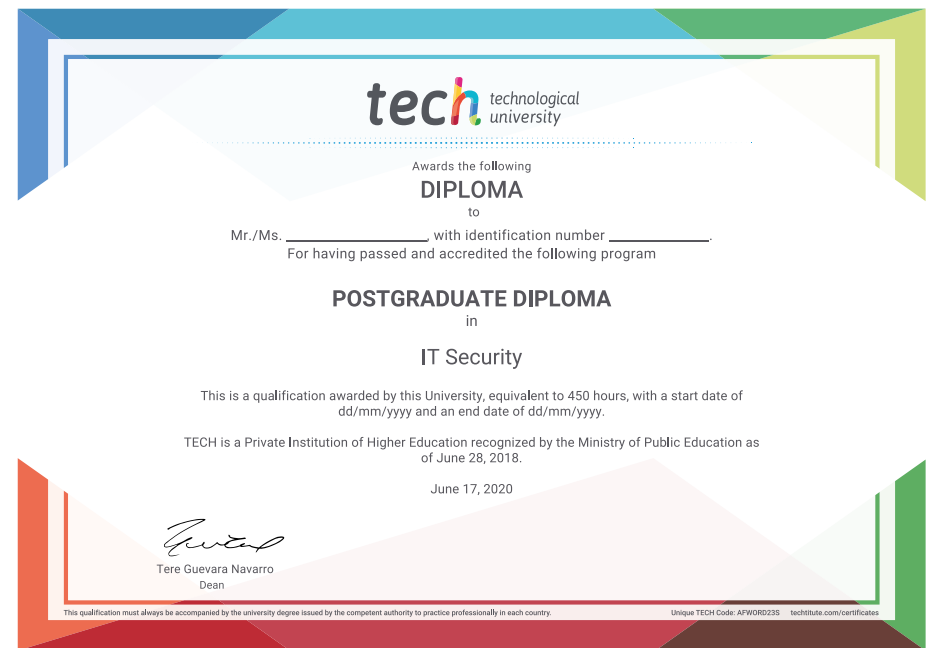 tech technological
university
Awards the following
DIPLOMA
to
Mr./Ms. ____________________, with identification number ______________.
For having passed and accredited the following program
POSTGRADUATE DIPLOMA
in
IT Security
This is a qualification awarded by this University, equivalent to 450 hours, with a start date of
dd/mm/yyyy and an end date of dd/mm/yyyy.
TECH is a Private Institution of Higher Education recognized by the Ministry of Public Education as
of June 28, 2018.
June 17, 2020
Tere Guevara Navarro
Dean
This qualification must always be accompanied by the university degree issued by the competent authority to practice professionally in each country. Unique TECH Code: AFWORD23S techtitute.com/certificates